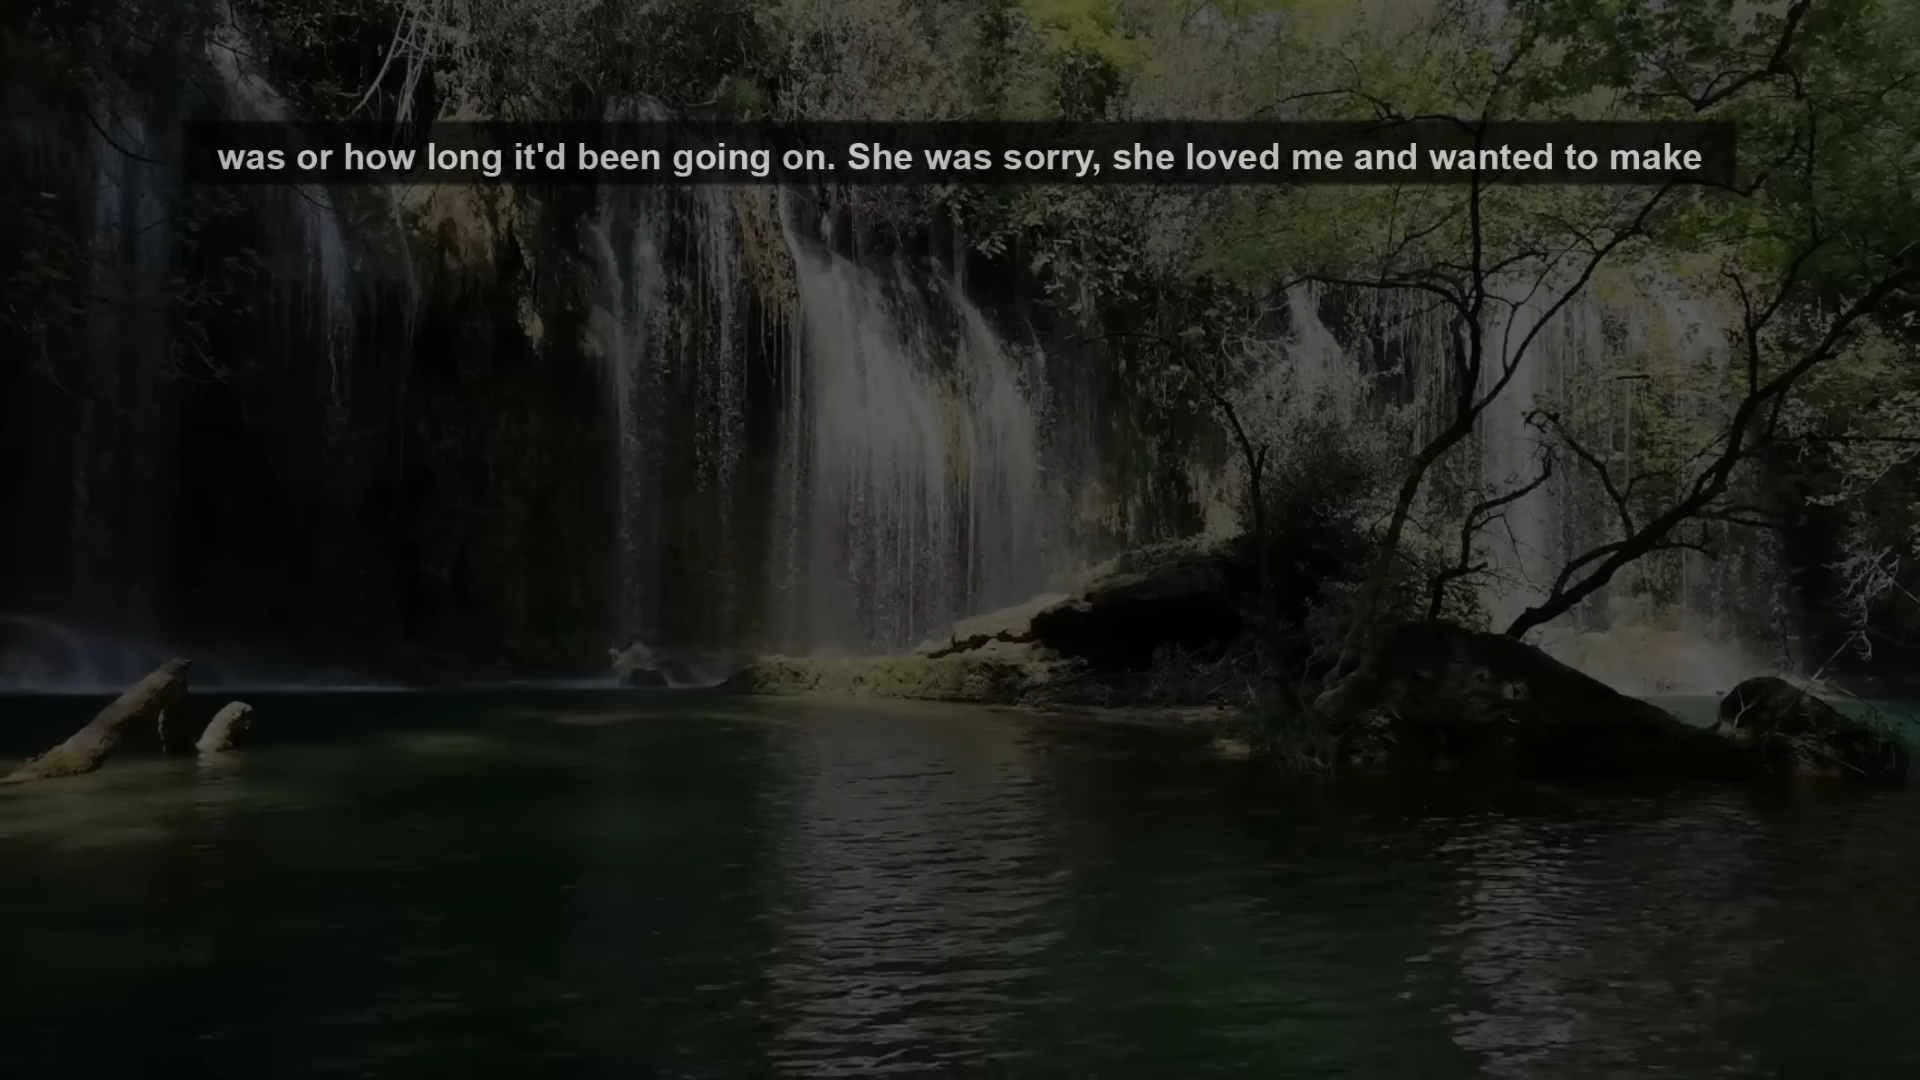 was or how long it'd been going on. She was sorry, she loved me and wanted to make